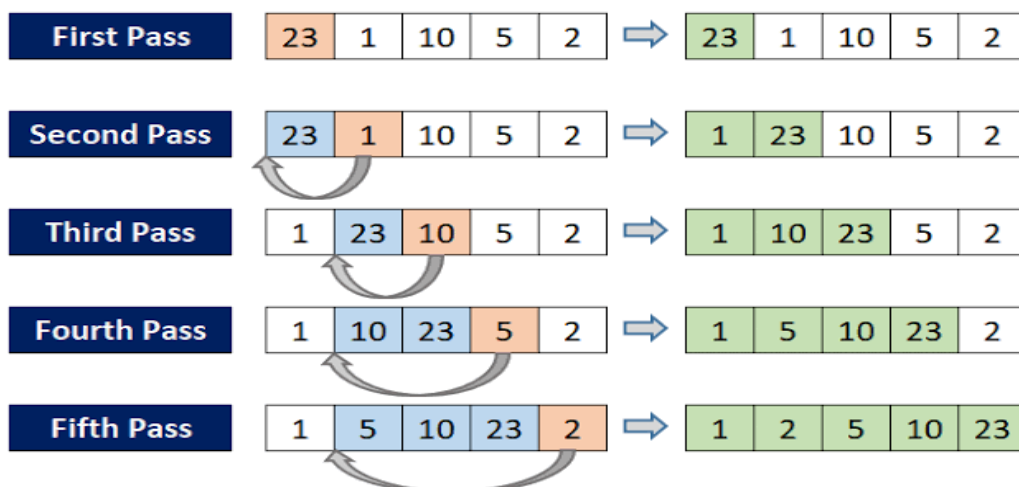 First Pass 23 1 10 5 2 23 1 10 5 2
Second Pass 23 1 10 5 2 1 23 10 5 2
Third Pass 1 23 10 5 2 1 10 23 5 2
Fourth Pass 1 10 23 5 2 1 5 10 23 2
Fifth Pass 1 5 10 23 2 1 2 5 10 23